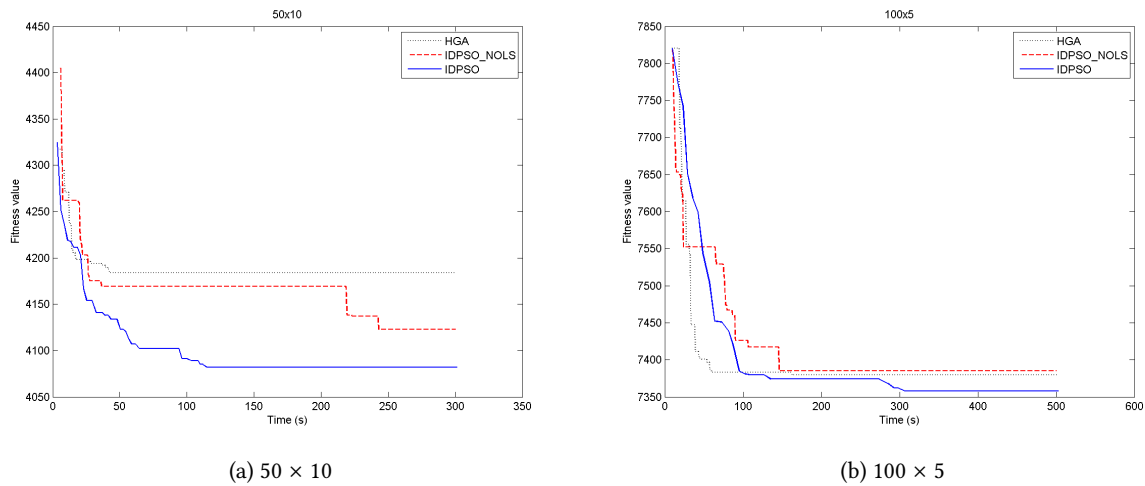 50x10
4450
4400
4350
4300
4250
4200
4150
4100
4050
Fitness value
0
50
100
150
200
250
300
350
Time (s)
HGA
IDPSO_NOLS
IDPSO
(a) 50 × 10
100x5
7850
7800
7750
7700
7650
7600
7550
7500
7450
7400
7350
Fitness value
0
100
200
300
400
500
600
Time (s)
HGA
IDPSO_NOLS
IDPSO
(b) 100 × 5